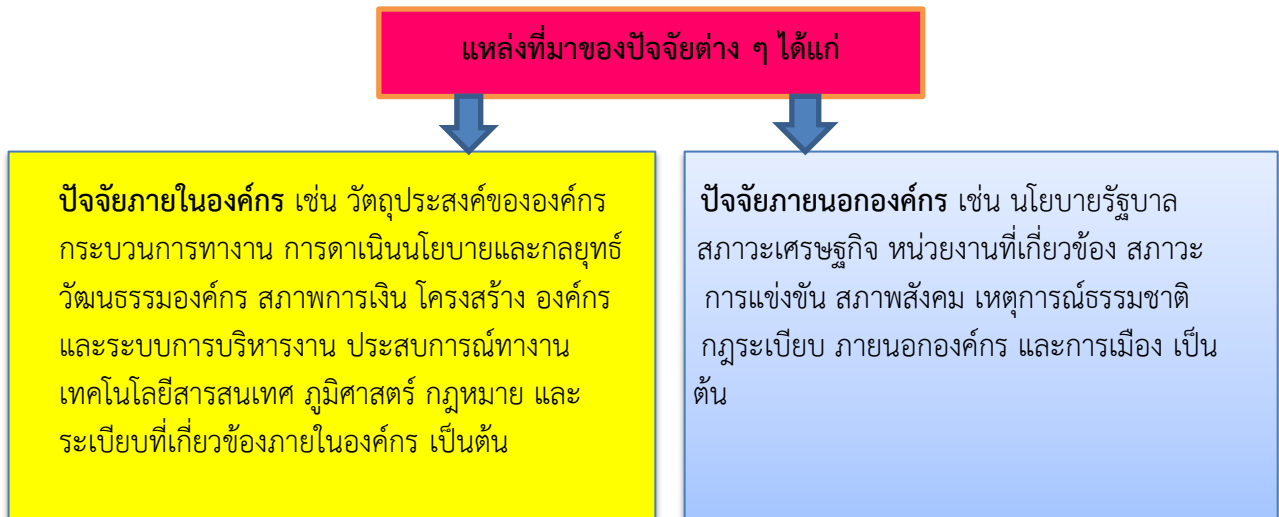 แหล่งที่มาของปัจจัยต่าง ๆ ได้แก่
ปัจจัยภายในองค์กร เช่น วัตถุประสงค์ขององค์กร
กระบวนการทางาน การดาเนินนโยบายและกลยุทธ์
วัฒนธรรมองค์กร สภาพการเงิน โครงสร้าง องค์กร
และระบบการบริหารงาน ประสบการณ์ทางาน
เทคโนโลยีสารสนเทศ ภูมิศาสตร์ กฎหมาย และ
ระเบียบที่เกี่ยวข้องภายในองค์กร เป็นต้น
ปัจจัยภายนอกองค์กร เช่น นโยบายรัฐบาล
สภาวะเศรษฐกิจ หน่วยงานที่เกี่ยวข้อง สภาวะ
การแข่งขัน สภาพสังคม เหตุการณ์ธรรมชาติ
กฎระเบียบ ภายนอกองค์กร และการเมือง เป็น
ต้น